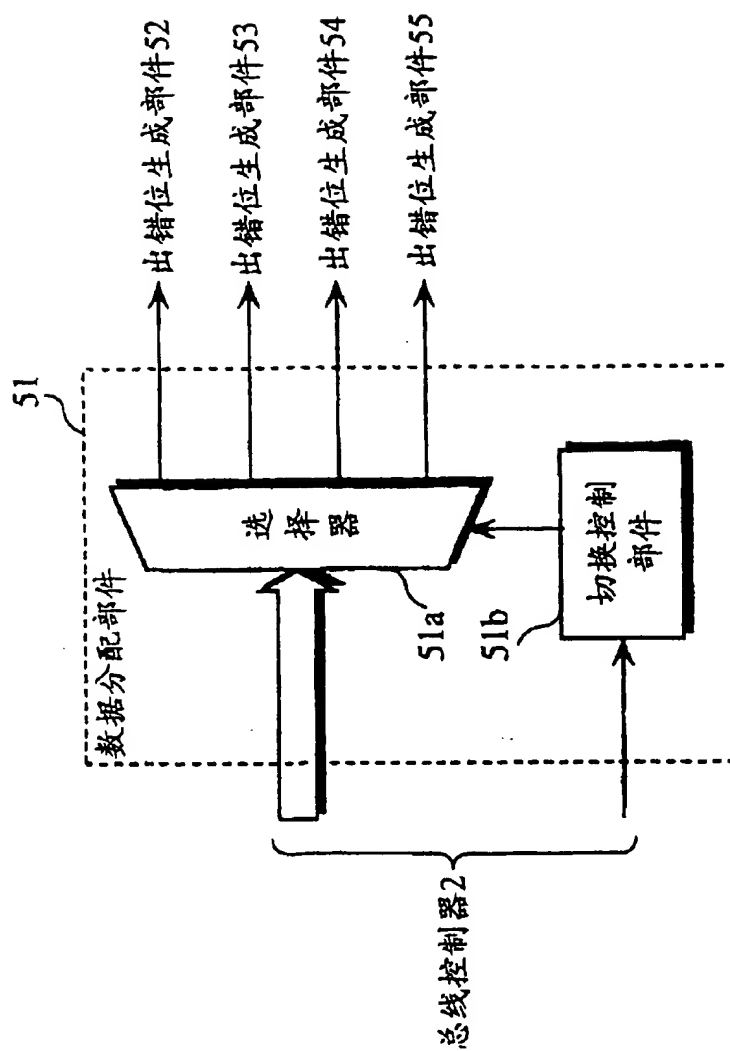 51
数据分配部件
出错位生成部件52
出错位生成部件53
出错位生成部件54
出错位生成部件55
选择器
51a
51b
切换控制
部件
总线控制器2